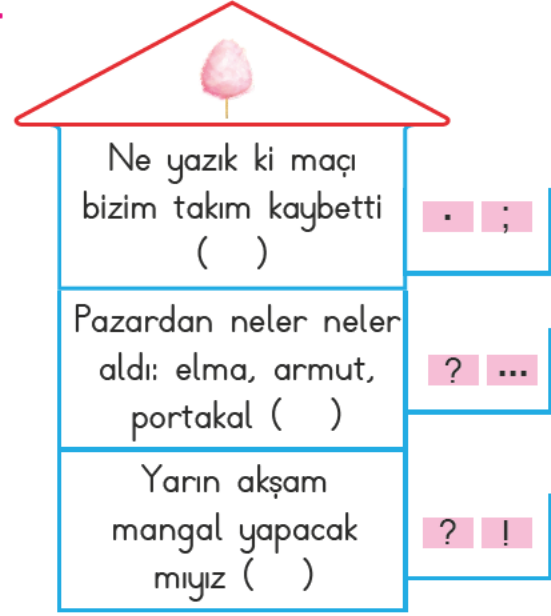 Ne yazık ki maçı
bizim takım kaybetti
( )
. ;
Pazardan neler neler
aldı: elma, armut,
portakal ( )
? ...
Yarın akşam
mangal yapacak
mıyız ( )
? !